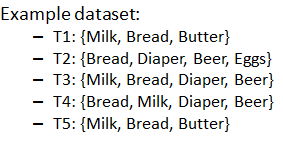 Example dataset:
– T1: {Milk, Bread, Butter}
– T2: {Bread, Diaper, Beer, Eggs}
– T3: {Milk, Bread, Diaper, Beer}
– T4: {Bread, Milk, Diaper, Beer}
– T5: {Milk, Bread, Butter}